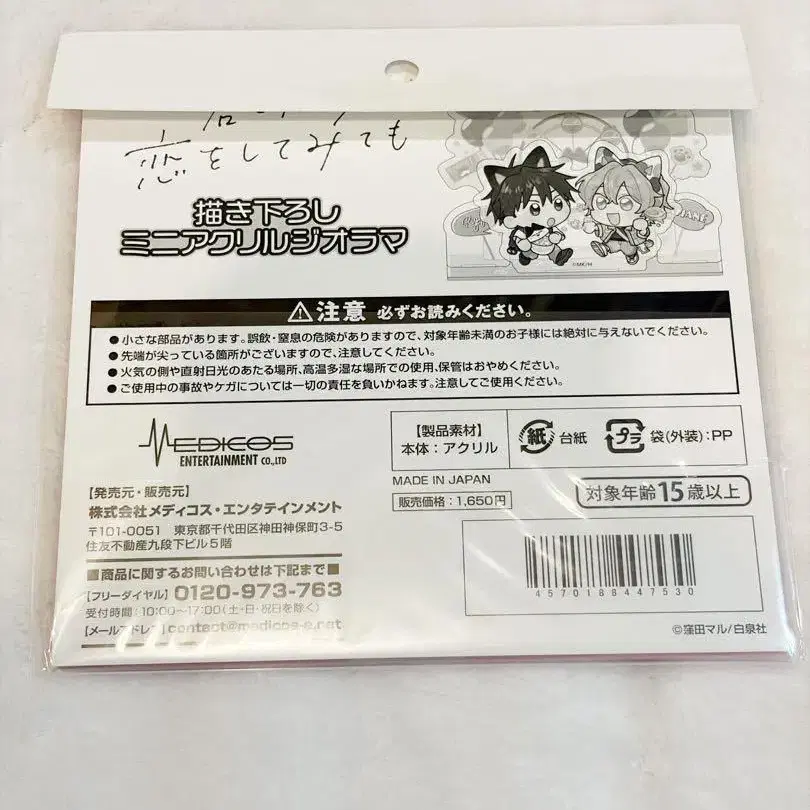 恋をしてみても
描き下ろし
ミニアクリルジオラマ
JANE
©MK/H
⚠注意 必ずお読みください。
●小さな部品があります。誤飲・窒息の危険がありますので、対象年齢未満のお子様には絶対に与えないでください。
●先端が尖っている箇所がございますので、注意してください。
●火気の側や直射日光のあたる場所、高温多湿な場所での使用、保管はおやめください。
●ご使用中の事故やケガについては一切の責任を負いかねます。注意してご使用ください。
MEDICOS
ENTERTAINMENT CO.,LTD
【製品素材】
本体：アクリル
紙 台紙
プラ 袋(外装)：PP
MADE IN JAPAN
販売価格：1,650円
対象年齢15歳以上
【発売元・販売元】
株式会社メディコス・エンタテインメント
〒101-0051 東京都千代田区神田神保町3-5
住友不動産九段下ビル5階
■商品に関するお問い合わせは下記まで■
【フリーダイヤル】0120-973-763
受付時間：10:00〜17:00(土・日・祝日を除く)
【メールアドレス】contact@medicos-e.net
4570188447530
©窪田マル/白泉社